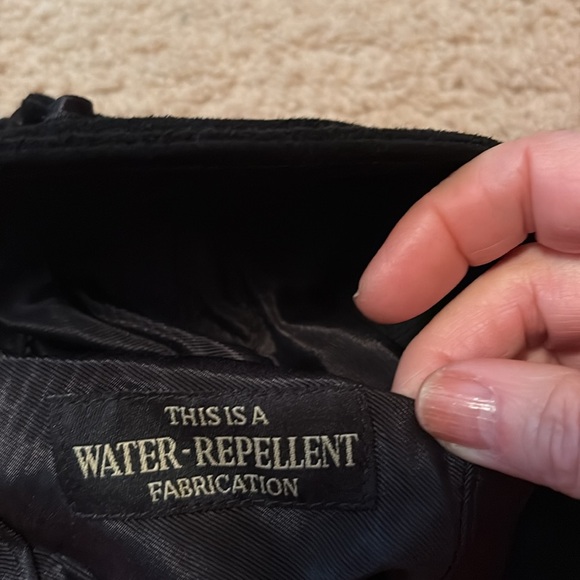 THIS IS A
WATER-REPELLENT
FABRICATION